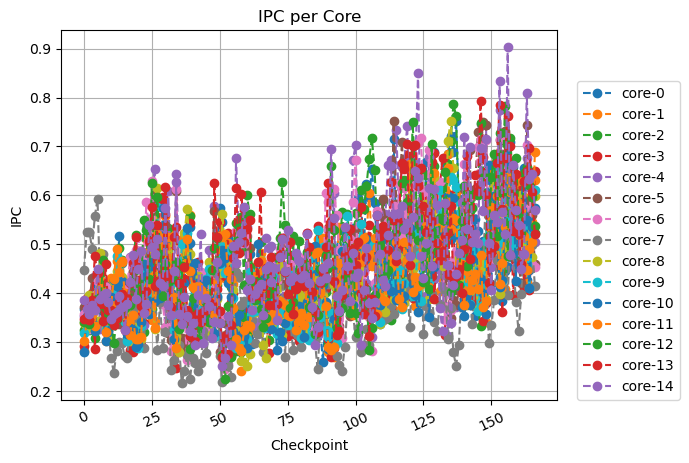 IPC per Core
IPC
0.9
0.8
0.7
0.6
0.5
0.4
0.3
0.2
0
25
50
75
100
125
150
Checkpoint
core-0
core-1
core-2
core-3
core-4
core-5
core-6
core-7
core-8
core-9
core-10
core-11
core-12
core-13
core-14